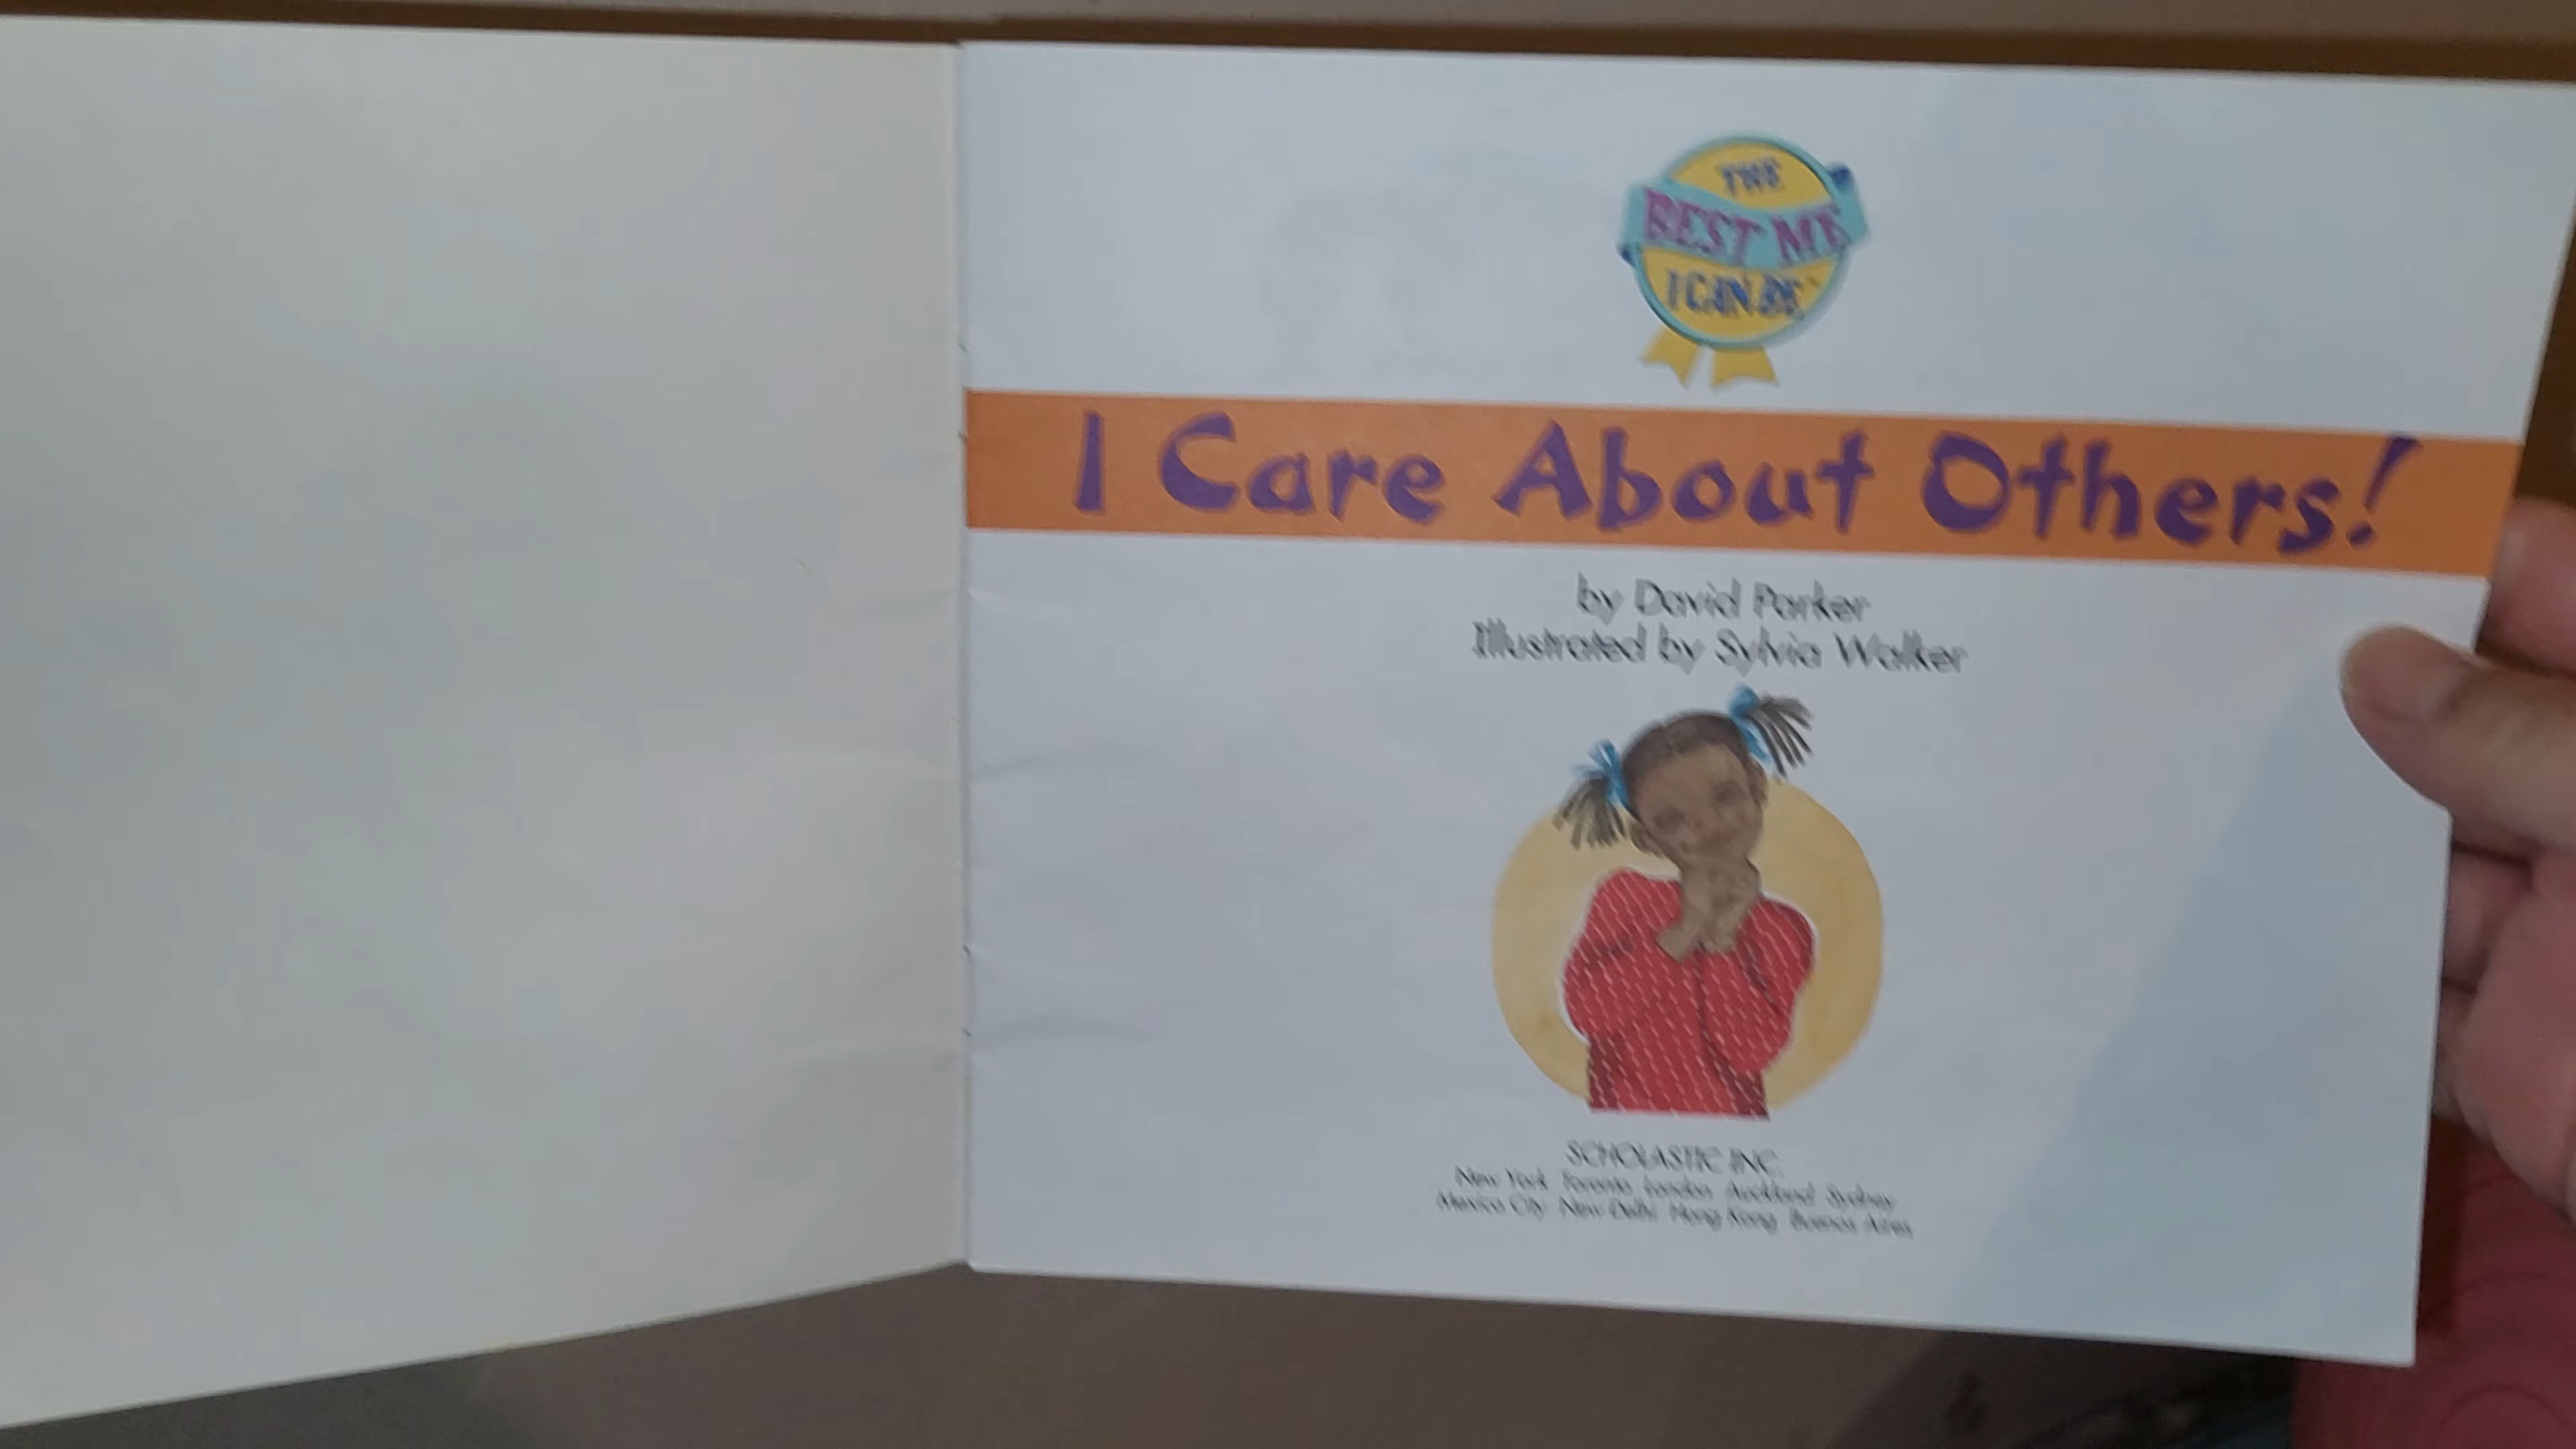 THE
BEST ME
I CAN BE™
I Care About Others!
by David Parker
Illustrated by Sylvia Walker
SCHOLASTIC INC.
New York Toronto London Auckland Sydney
Mexico City New Delhi Hong Kong Buenos Aires